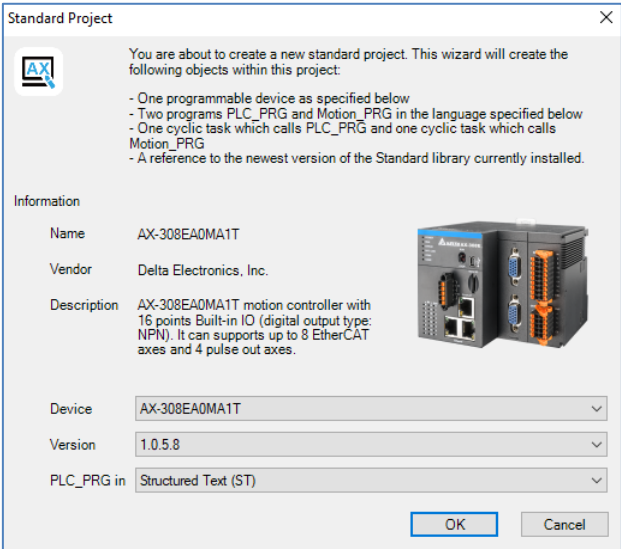 Standard Project
AX
You are about to create a new standard project. This wizard will create the
following objects within this project:
- One programmable device as specified below
- Two programs PLC_PRG and Motion_PRG in the language specified below
- One cyclic task which calls PLC_PRG and one cyclic task which calls
Motion_PRG
- A reference to the newest version of the Standard library currently installed.
Information
Name AX-308EA0MA1T
Vendor Delta Electronics, Inc.
Description AX-308EA0MA1T motion controller with
16 points Built-in IO (digital output type:
NPN). It can supports up to 8 EtherCAT
axes and 4 pulse out axes.
Device AX-308EA0MA1T
Version 1.0.5.8
PLC_PRG in Structured Text (ST)
OK Cancel